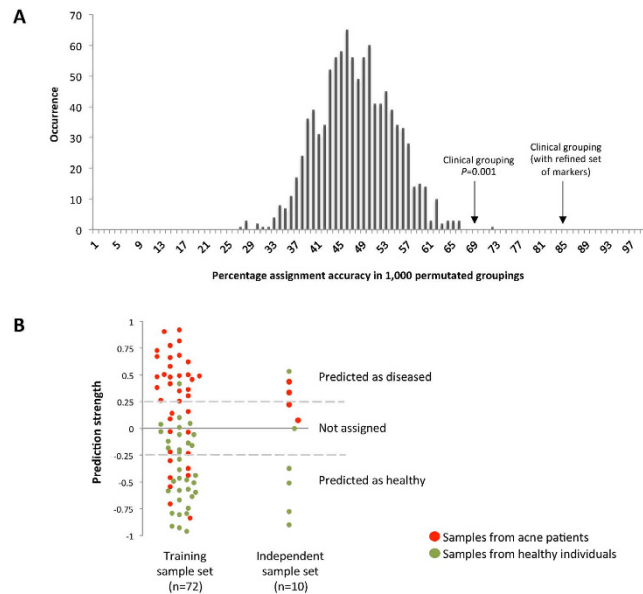 A
Occurrence
70
60
50
40
30
20
10
0
Clinical grouping
P=0.001
Clinical grouping
(with refined set
of markers)
1 5 9 13 17 21 25 29 33 37 41 45 49 53 57 61 65 69 73 77 81 85 89 93 97
Percentage assignment accuracy in 1,000 permutated groupings
B
Prediction strength
1
0.75
0.5
0.25
0
-0.25
-0.5
-0.75
-1
Predicted as diseased
Not assigned
Predicted as healthy
Training
sample set
(n=72)
Independent
sample set
(n=10)
Samples from acne patients
Samples from healthy individuals